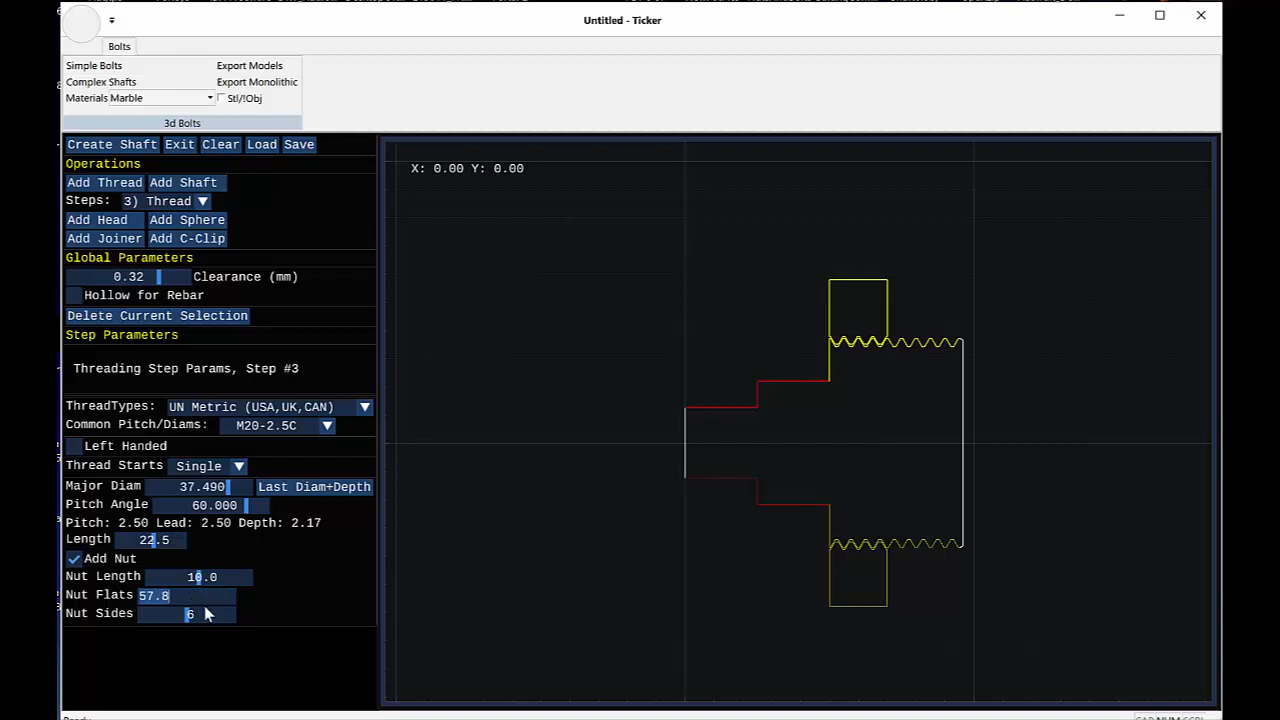 Untitled - Ticker
Bolts
Simple Bolts Export Models
Complex Shafts Export Monolithic
Materials Marble Stl/!Obj
3d Bolts
Create Shaft Exit Clear Load Save
Operations
Add Thread Add Shaft
Steps: 3) Thread
Add Head Add Sphere
Add Joiner Add C-Clip
Global Parameters
0.32 Clearance (mm)
Hollow for Rebar
Delete Current Selection
Step Parameters
Threading Step Params, Step #3
ThreadTypes: UN Metric (USA,UK,CAN)
Common Pitch/Diams: M20-2.5C
Left Handed
Thread Starts Single
Major Diam 37.490 Last Diam+Depth
Pitch Angle 60.000
Pitch: 2.50 Lead: 2.50 Depth: 2.17
Length 22.5
Add Nut
Nut Length 10.0
Nut Flats 57.8
Nut Sides 6
X: 0.00 Y: 0.00